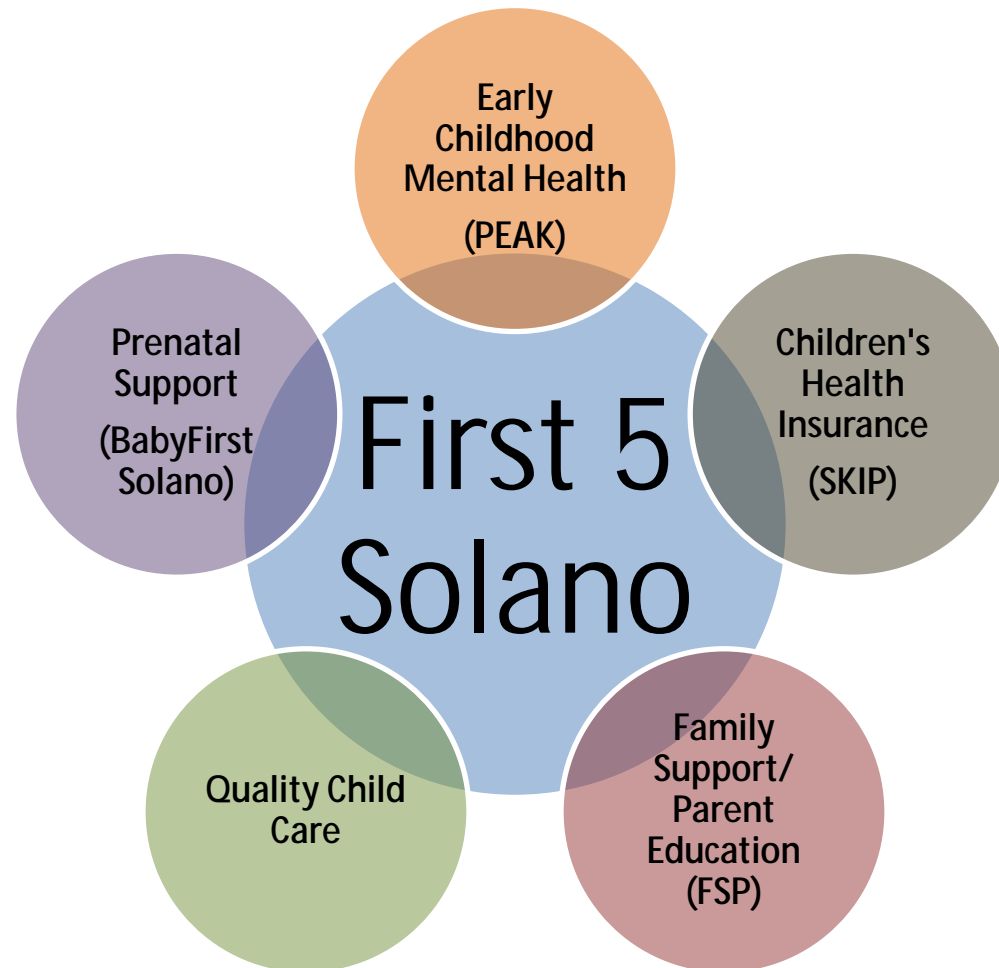 Early
Childhood
Mental Health
(PEAK)
Prenatal
Support
(BabyFirst
Solano)
Children's
Health
Insurance
(SKIP)
First 5
Solano
Quality Child
Care
Family
Support/
Parent
Education
(FSP)